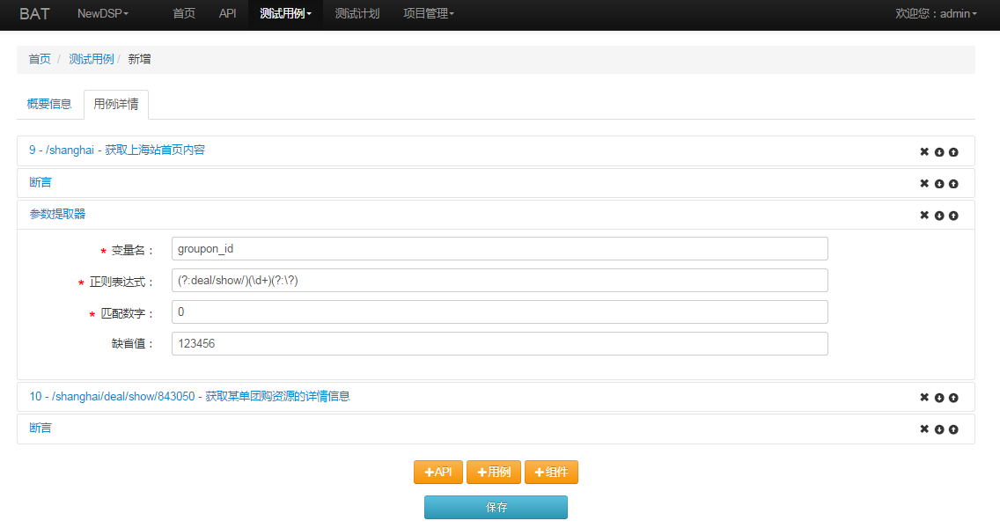 BAT NewDSP 首页 API 测试用例 测试计划 项目管理 欢迎您：admin
首页 / 测试用例 / 新增
概要信息 用例详情
9 - /shanghai - 获取上海站首页内容
断言
参数提取器
* 变量名： groupon_id
* 正则表达式： (?:deal/show/)(\d+)(?:\?)
* 匹配数字： 0
缺省值： 123456
10 - /shanghai/deal/show/843050 - 获取某单团购资源的详情信息
断言
+API +用例 +组件
保存